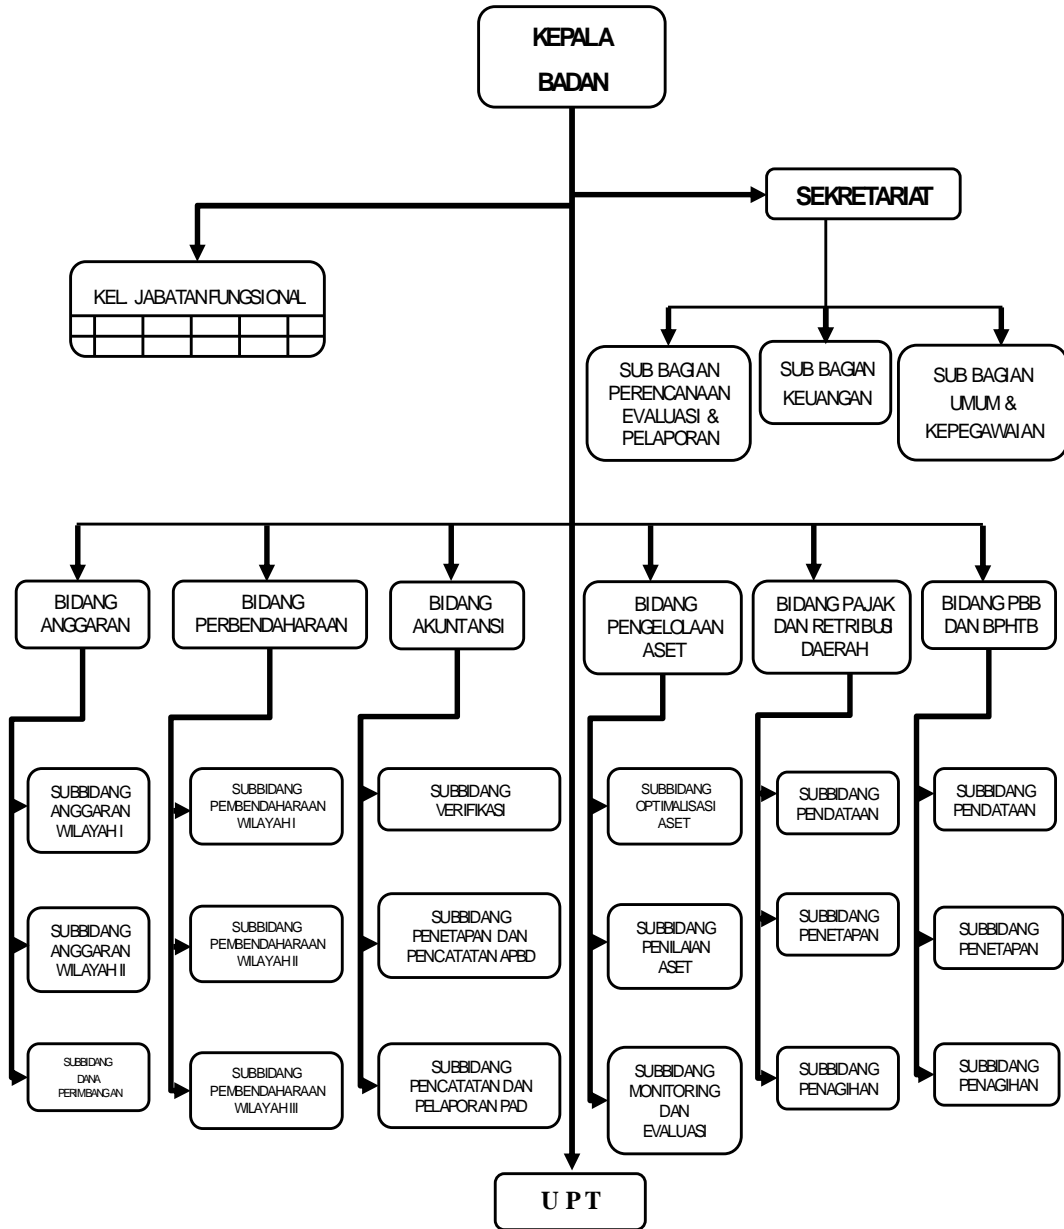 KEPALA
BADAN
SEKRETARIAT
KEL. JABATAN FUNGSIONAL
SUB BAGIAN
PERENCANAAN
EVALUASI &
PELAPORAN
SUB BAGIAN
KEUANGAN
SUB BAGIAN
UMUM &
KEPEGAWAIAN
BIDANG
ANGGARAN
BIDANG
PERBENDAHARAAN
BIDANG
AKUNTANSI
BIDANG
PENGELOLAAN
ASET
BIDANG PAJAK
DAN RETRIBUSI
DAERAH
BIDANG PBB
DAN BPHTB
SUBBIDANG
ANGGARAN
WILAYAH I
SUBBIDANG
PEMBENDAHARAAN
WILAYAH I
SUBBIDANG
VERIFIKASI
SUBBIDANG
OPTIMALISASI
ASET
SUBBIDANG
PENDATAAN
SUBBIDANG
PENDATAAN
SUBBIDANG
ANGGARAN
WILAYAH II
SUBBIDANG
PEMBENDAHARAAN
WILAYAH II
SUBBIDANG
PENETAPAN DAN
PENCATATAN APBD
SUBBIDANG
PENILAIAN
ASET
SUBBIDANG
PENETAPAN
SUBBIDANG
PENETAPAN
SUBBIDANG
DANA
PERIMBANGAN
SUBBIDANG
PEMBENDAHARAAN
WILAYAH III
SUBBIDANG
PENCATATAN DAN
PELAPORAN PAD
SUBBIDANG
MONITORING
DAN
EVALUASI
SUBBIDANG
PENAGIHAN
SUBBIDANG
PENAGIHAN
U P T